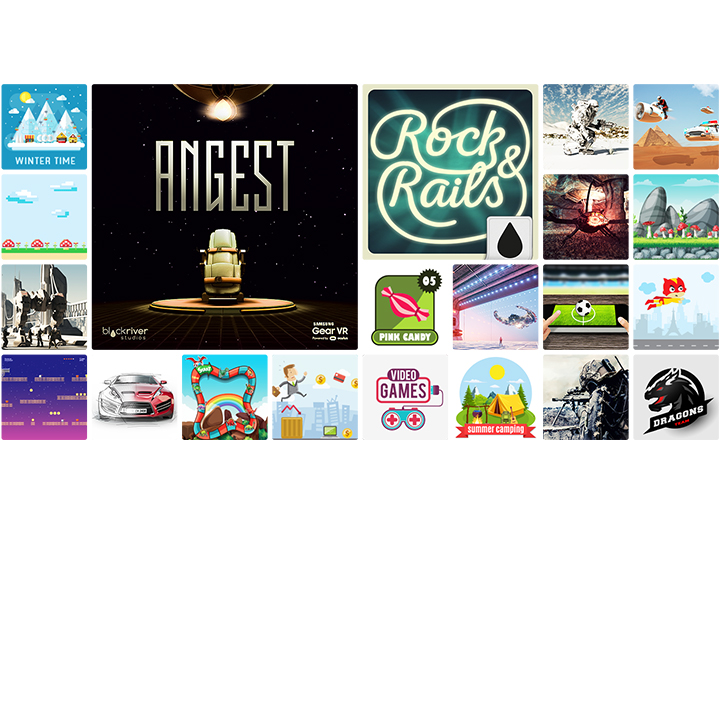 WINTER TIME
ANGEST
blackriver
studios
SAMSUNG
Gear VR
Powered by oculus
Rock
&
Rails
05
PINK CANDY
VIDEO
GAMES
summer camping
DRAGONS
TEAM